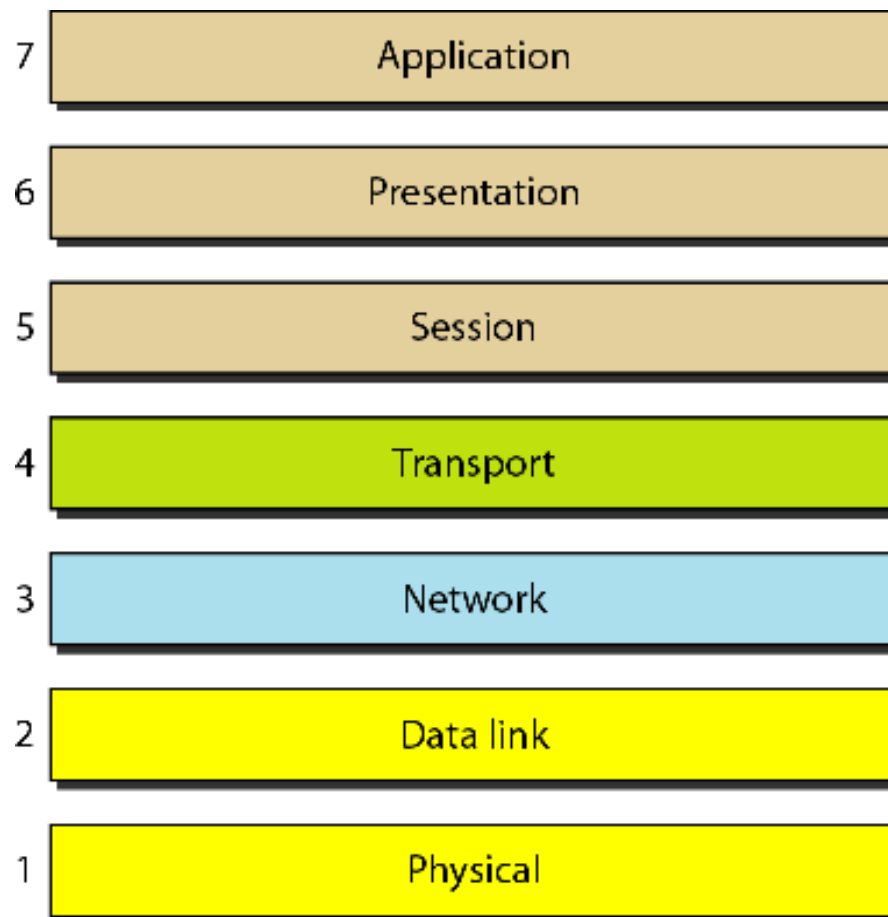 7 Application
6 Presentation
5 Session
4 Transport
3 Network
2 Data link
1 Physical